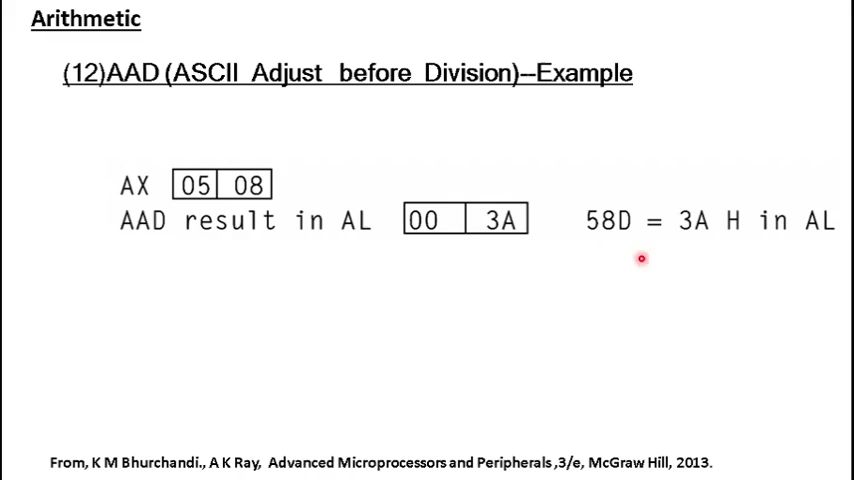 Arithmetic
(12)AAD (ASCII Adjust before Division)--Example
AX 05 08
AAD result in AL 00 3A 58D = 3A H in AL
From, K M Bhurchandi., A K Ray, Advanced Microprocessors and Peripherals ,3/e, McGraw Hill, 2013.